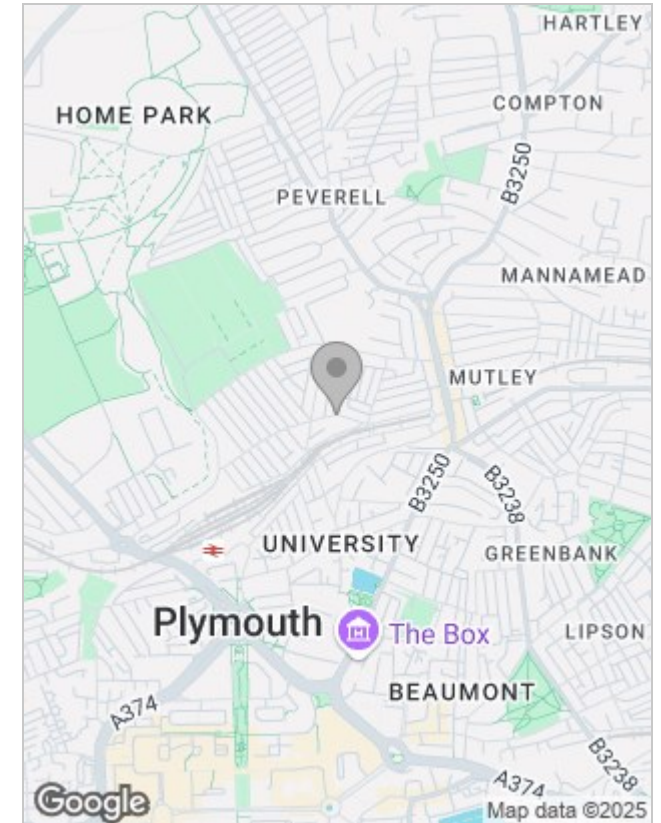 HARTLEY
COMPTON
HOME PARK
B3250
PEVERELL
MANNAMEAD
MUTLEY
B3250
B3238
UNIVERSITY
GREENBANK
Plymouth
The Box
LIPSON
BEAUMONT
A374
B3238
A374
Google
Map data ©2025